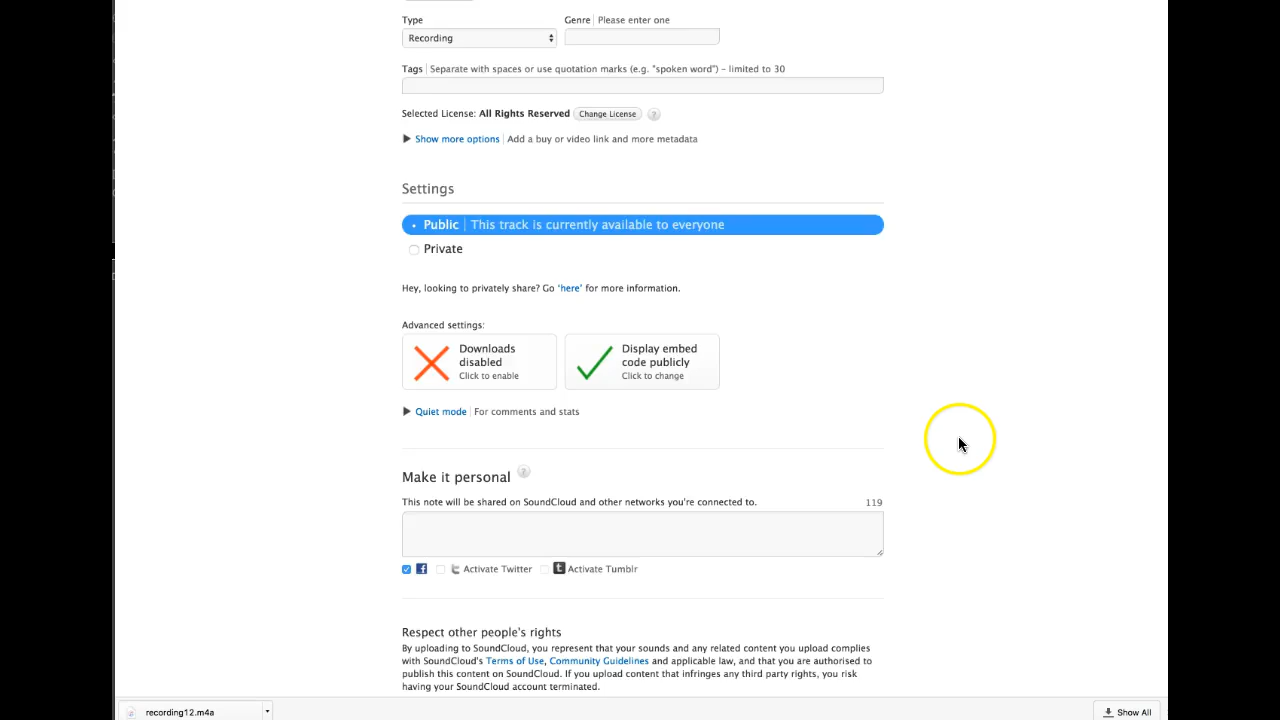 Type
Genre Please enter one
Recording
Tags Separate with spaces or use quotation marks (e.g. "spoken word") – limited to 30
Selected License: All Rights Reserved Change License ?
Show more options Add a buy or video link and more metadata
Settings
Public This track is currently available to everyone
Private
Hey, looking to privately share? Go 'here' for more information.
Advanced settings:
Downloads
disabled
Click to enable
Display embed
code publicly
Click to change
Quiet mode For comments and stats
Make it personal ?
This note will be shared on SoundCloud and other networks you're connected to. 119
f Activate Twitter t Activate Tumblr
Respect other people's rights
By uploading to SoundCloud, you represent that your sounds and any related content you upload complies
with SoundCloud's Terms of Use, Community Guidelines and applicable law, and that you are authorised to
publish this content on SoundCloud. If you upload content that infringes any third party rights, you risk
having your SoundCloud account terminated.
recording12.m4a
Show All